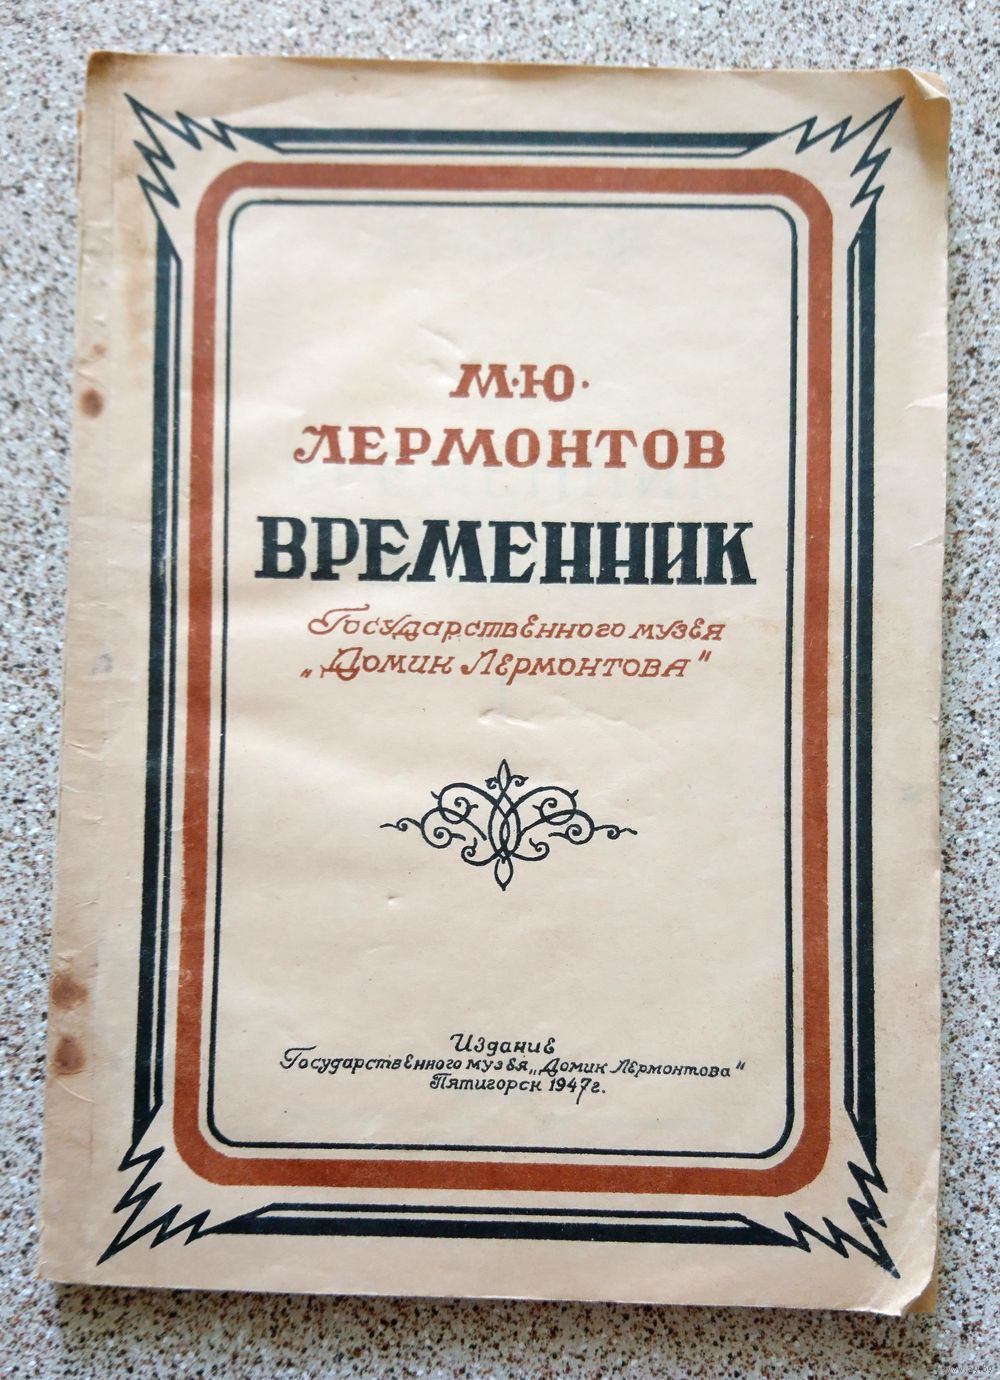 М·Ю·
ЛЕРМОНТОВ
ВРЕМЕННИК
Государственного музея
„Домик Лермонтова"
Издание
Государственного музея „Домик Лермонтова"
Пятигорск 1947г.